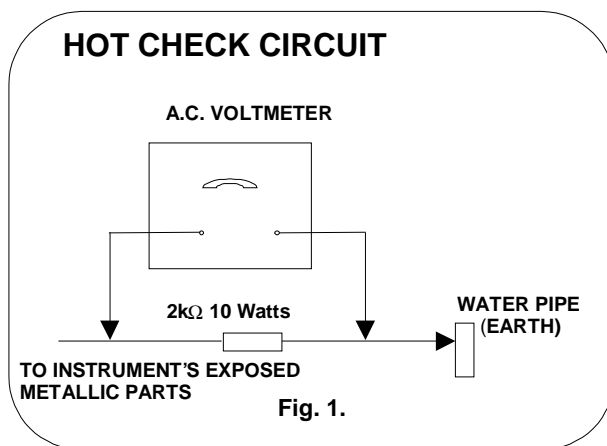 HOT CHECK CIRCUIT
A.C. VOLTMETER
2kΩ 10 Watts
WATER PIPE
(EARTH)
TO INSTRUMENT'S EXPOSED
METALLIC PARTS
Fig. 1.